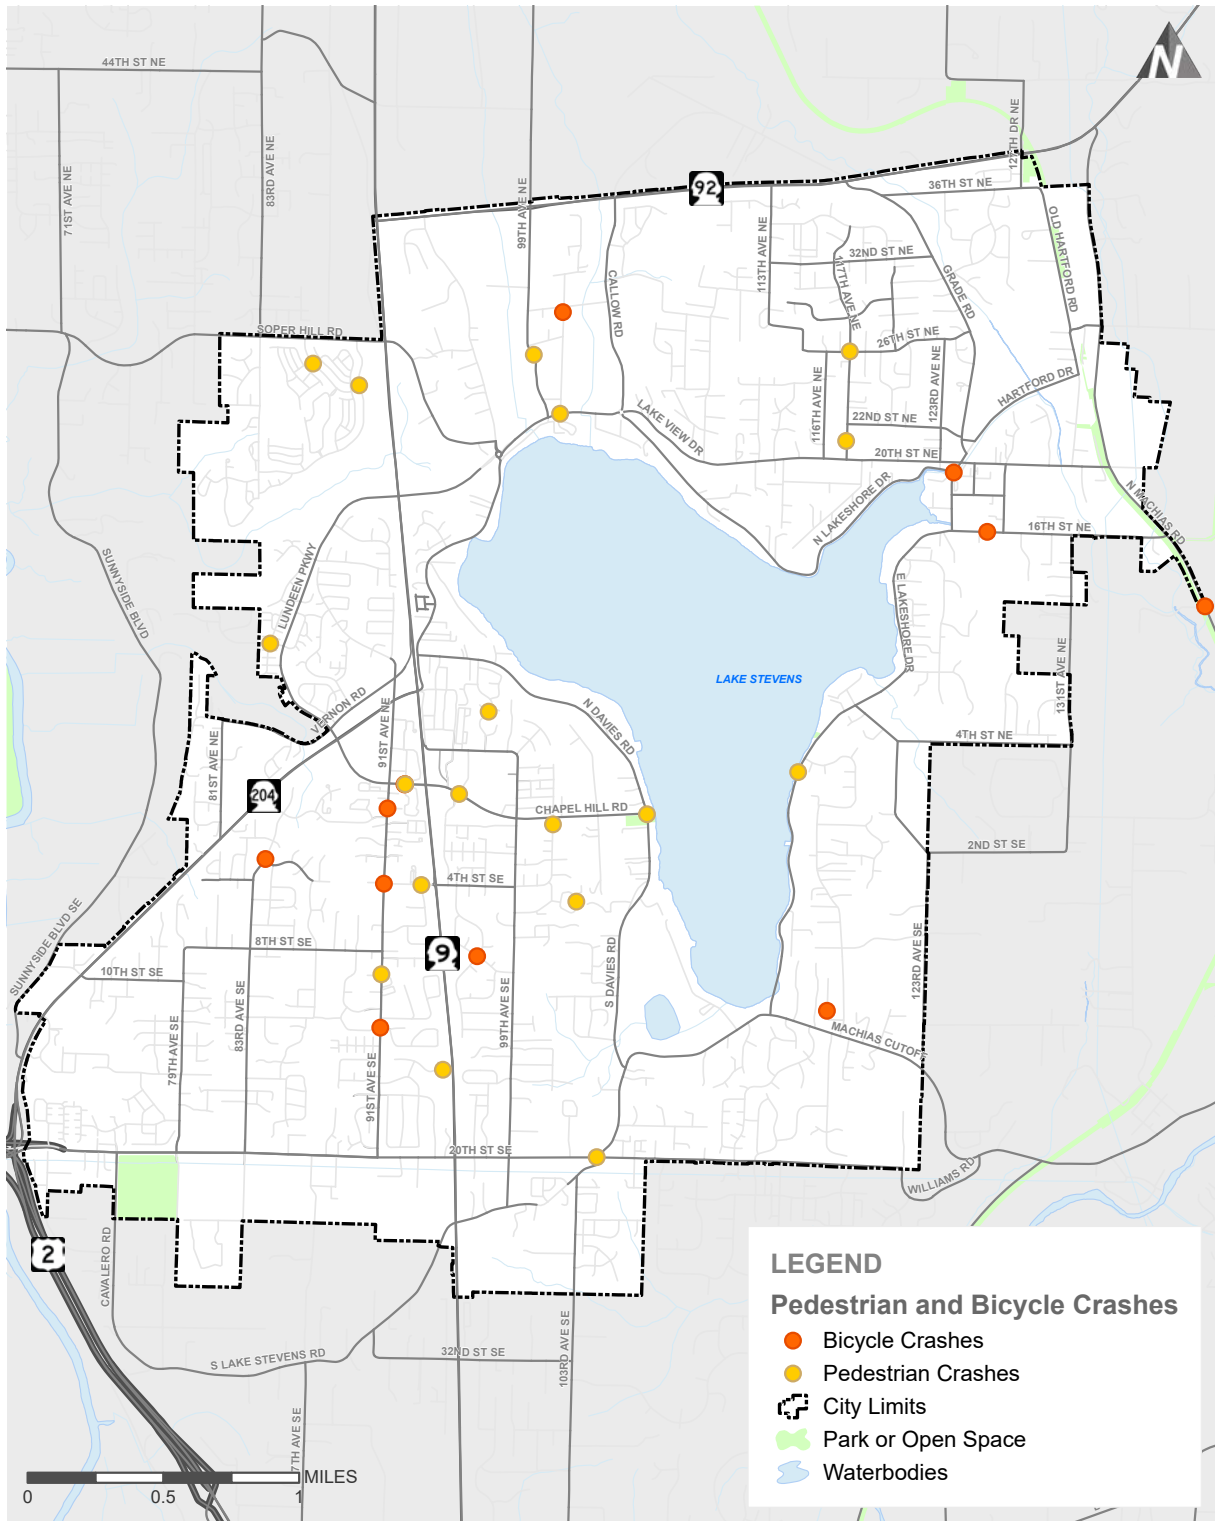 44TH ST NE
N
71ST AVE NE
83RD AVE NE
127TH DR NE
92
36TH ST NE
99TH AVE NE
113TH AVE NE
OLD HARTFORD RD
32ND ST NE
117TH AVE NE
GRADE RD
CALLOW RD
SOPER HILL RD
26TH ST NE
123RD AVE NE
HARTFORD DR
116TH AVE NE
LAKE VIEW DR
22ND ST NE
20TH ST NE
N LAKESHORE DR
N MACHIAS RD
16TH ST NE
SUNNYSIDE BLVD
LUNDEEN PKWY
E LAKESHORE DR
131ST AVE NE
LAKE STEVENS
VERNON RD
N DAVIES RD
91ST AVE NE
4TH ST NE
81ST AVE NE
204
CHAPEL HILL RD
2ND ST SE
4TH ST SE
SUNNYSIDE BLVD SE
8TH ST SE
9
10TH ST SE
S DAVIES RD
123RD AVE SE
83RD AVE SE
99TH AVE SE
79TH AVE SE
MACHIAS CUTOFF
91ST AVE SE
20TH ST SE
WILLIAMS RD
2
CAVALERO RD
LEGEND
Pedestrian and Bicycle Crashes
Bicycle Crashes
Pedestrian Crashes
City Limits
Park or Open Space
Waterbodies
S LAKE STEVENS RD
32ND ST SE
103RD AVE SE
7TH AVE SE
MILES
0 0.5 1